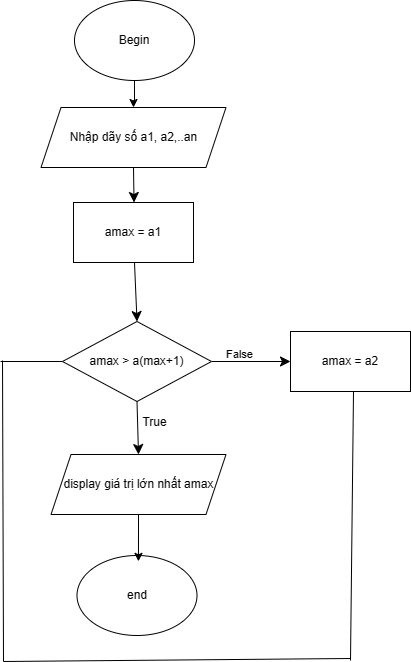 Begin
Nhập dãy số a1, a2,..an
amax = a1
amax > a(max+1)
False
amax = a2
True
display giá trị lớn nhất amax
end